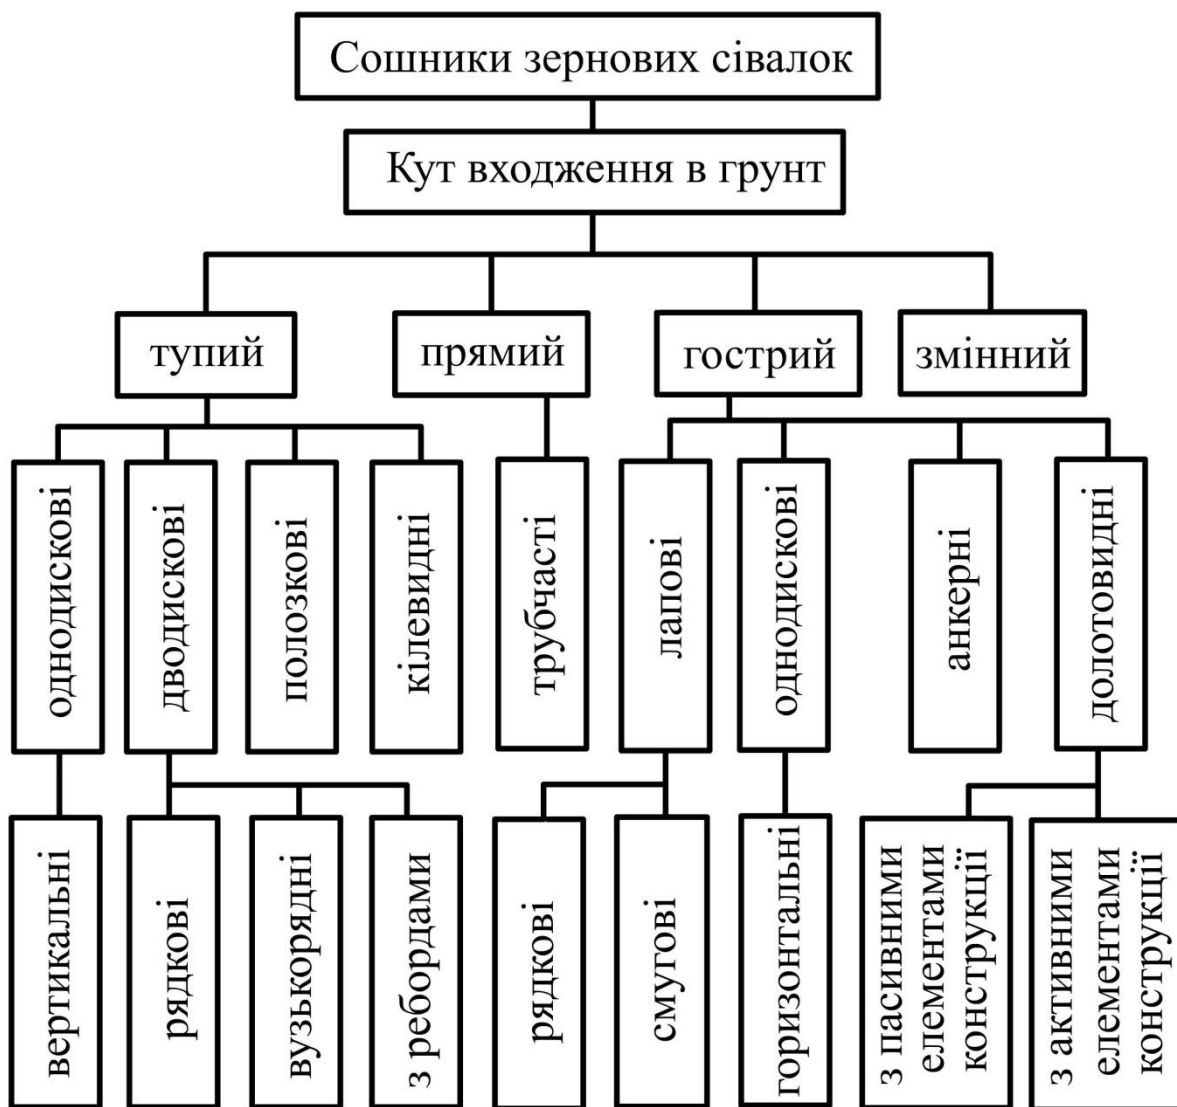 Сошники зернових сівалок
Кут входження в грунт
тупий
прямий
гострий
змінний
однодискові
дводискові
полозкові
кілевидні
трубчасті
лапові
однодискові
анкерні
долотовидні
вертикальні
рядкові
вузькорядні
з ребордами
рядкові
смугові
горизонтальні
з пасивними
елементами
конструкції
з активними
елементами
конструкції